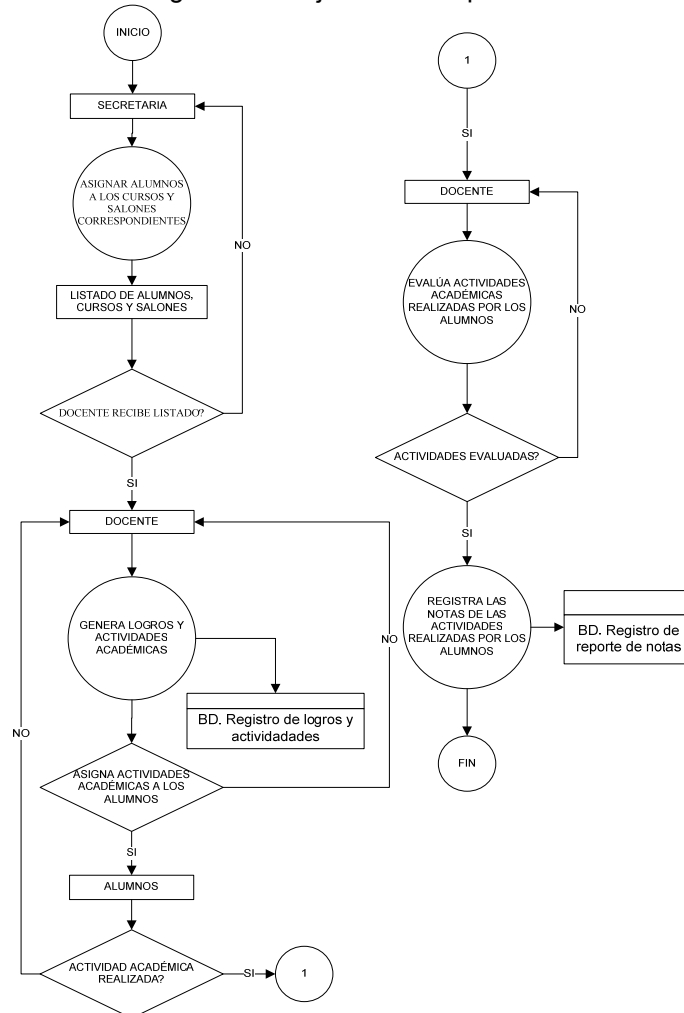 INICIO
SECRETARIA
ASIGNAR ALUMNOS
A LOS CURSOS Y
SALONES
CORRESPONDIENTES
NO
LISTADO DE ALUMNOS,
CURSOS Y SALONES
DOCENTE RECIBE LISTADO?
SI
DOCENTE
GENERA LOGROS Y
ACTIVIDADES
ACADÉMICAS
NO
BD. Registro de logros y
actividadades
NO
ASIGNA ACTIVIDADES
ACADÉMICAS A LOS
ALUMNOS
SI
ALUMNOS
ACTIVIDAD ACADÉMICA
REALIZADA?
SI
1
1
SI
DOCENTE
EVALÚA ACTIVIDADES
ACADÉMICAS
REALIZADAS POR LOS
ALUMNOS
NO
ACTIVIDADES EVALUADAS?
SI
REGISTRA LAS
NOTAS DE LAS
ACTIVIDADES
REALIZADAS POR LOS
ALUMNOS
BD. Registro de
reporte de notas
FIN